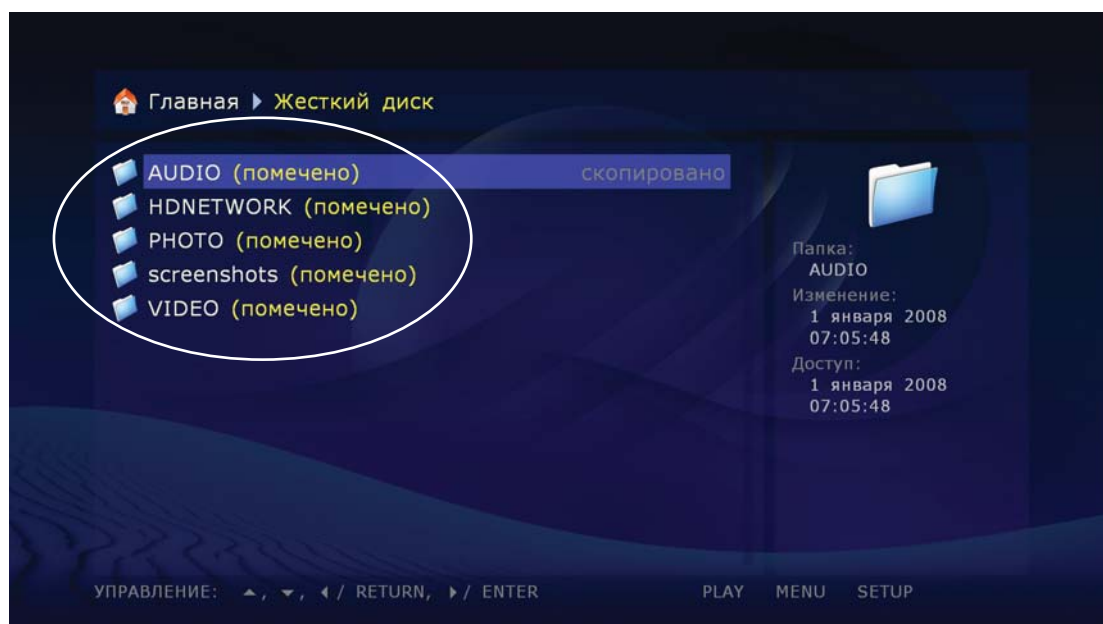 Главная Жесткий диск
AUDIO (помечено) скопировано
HDNETWORK (помечено)
PHOTO (помечено)
screenshots (помечено)
VIDEO (помечено)
Папка:
AUDIO
Изменение:
1 января 2008
07:05:48
Доступ:
1 января 2008
07:05:48
УПРАВЛЕНИЕ: ▲, ▼, ◀ / RETURN, ▶ / ENTER PLAY MENU SETUP